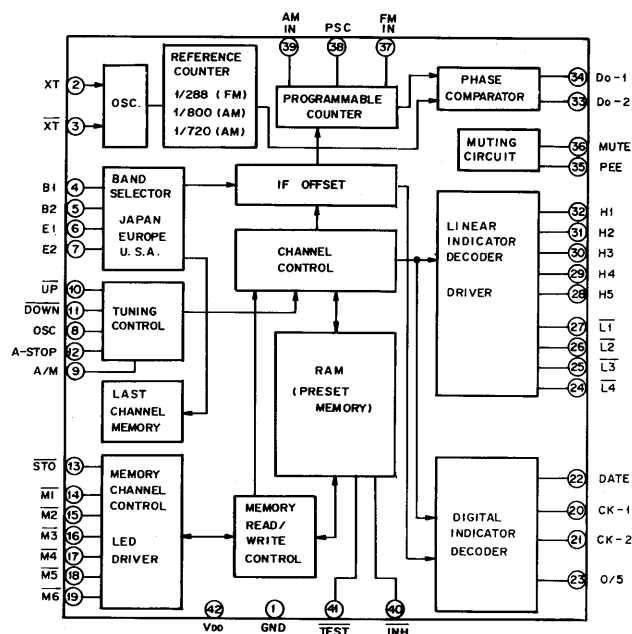 AM IN
PSC
FM IN
39
38
37
XT 2
XT 3
OSC.
REFERENCE
COUNTER
1/288 (FM)
1/800 (AM)
1/720 (AM)
PROGRAMMABLE
COUNTER
PHASE
COMPARATOR
34 Do-1
33 Do-2
MUTING
CIRCUIT
36 MUTE
35 PEE
B1 4
B2 5
E1 6
E2 7
BAND
SELECTOR
JAPAN
EUROPE
U.S.A.
IF OFFSET
CHANNEL
CONTROL
LINEAR
INDICATOR
DECODER
DRIVER
32 H1
31 H2
30 H3
29 H4
28 H5
27 L1
26 L2
25 L3
24 L4
UP 10
DOWN 11
OSC 8
A-STOP 12
A/M 9
TUNING
CONTROL
RAM
(PRESET
MEMORY)
LAST
CHANNEL
MEMORY
STO 13
M1 14
M2 15
M3 16
M4 17
M5 18
M6 19
MEMORY
CHANNEL
CONTROL
LED
DRIVER
MEMORY
READ/
WRITE
CONTROL
DIGITAL
INDICATOR
DECODER
22 DATE
20 CK-1
21 CK-2
23 O/5
42
1
41
40
VDD
GND
TEST
INH